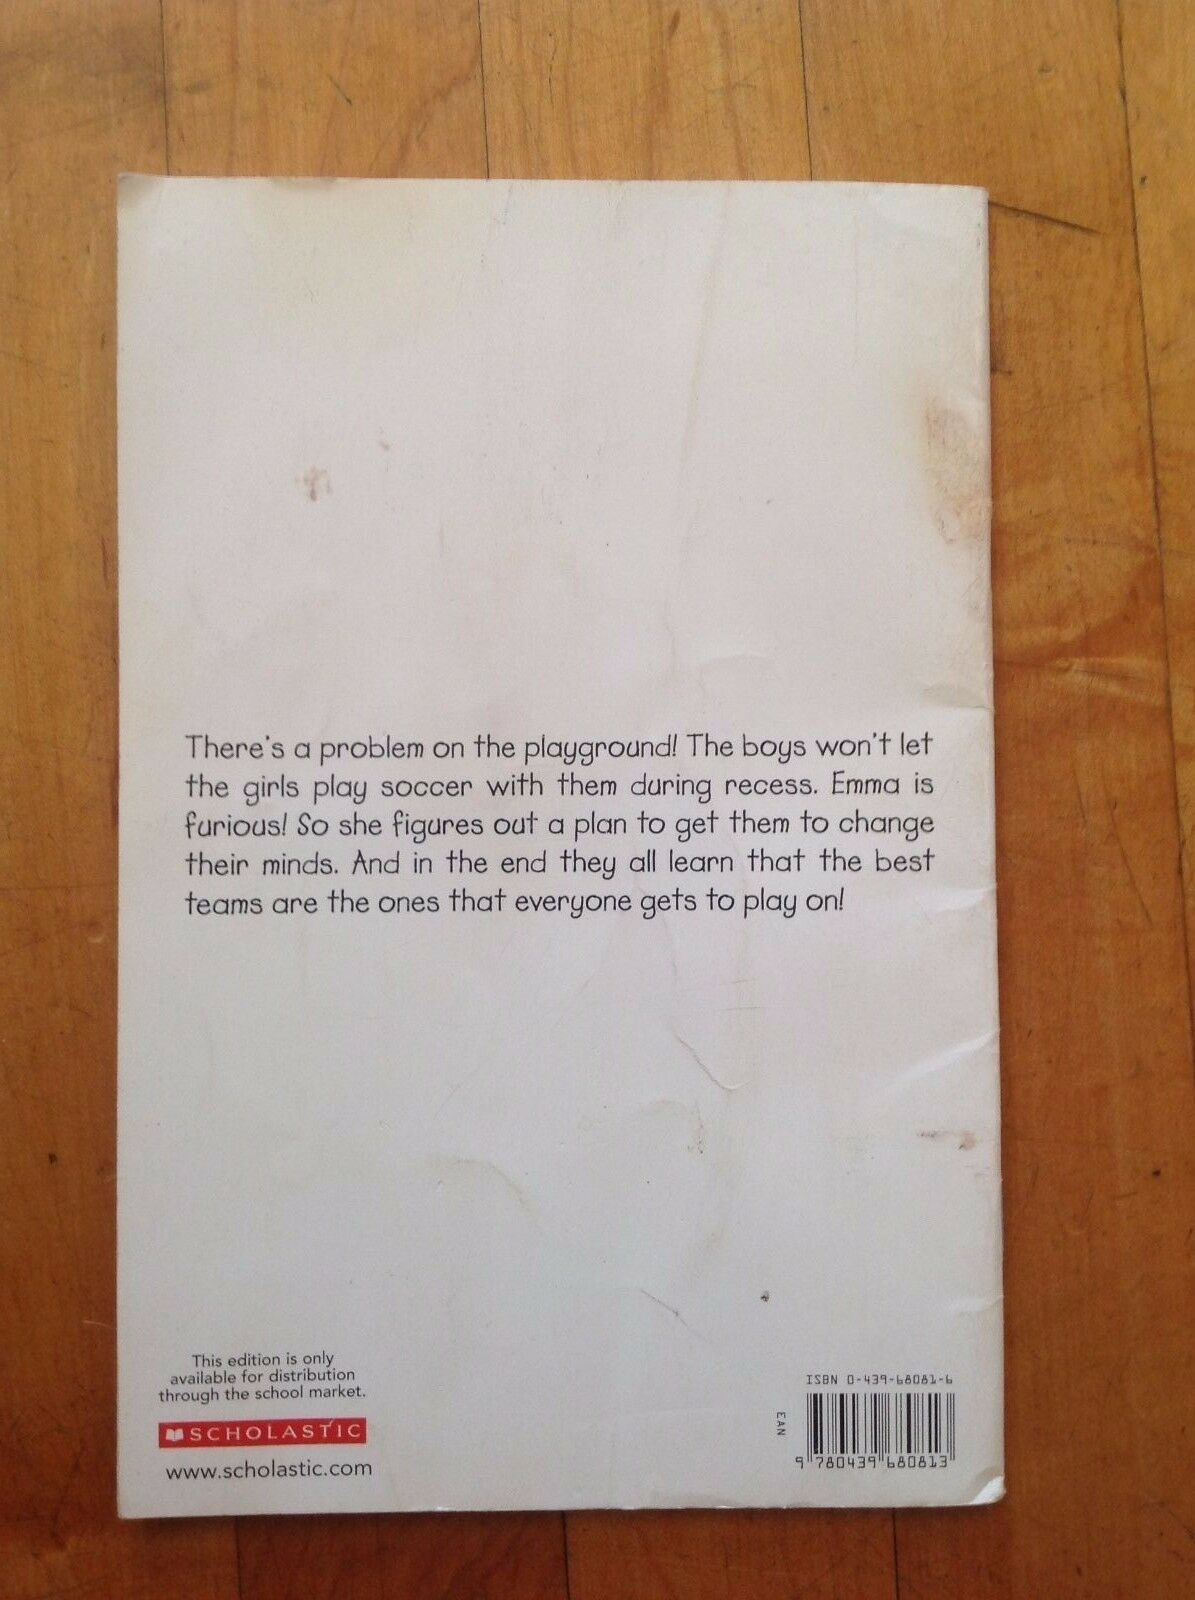 There's a problem on the playground! The boys won't let
the girls play soccer with them during recess. Emma is
furious! So she figures out a plan to get them to change
their minds. And in the end they all learn that the best
teams are the ones that everyone gets to play on!
This edition is only
available for distribution
through the school market.
SCHOLASTIC
www.scholastic.com
ISBN 0-439-68081-6
EAN
9 780439 680813